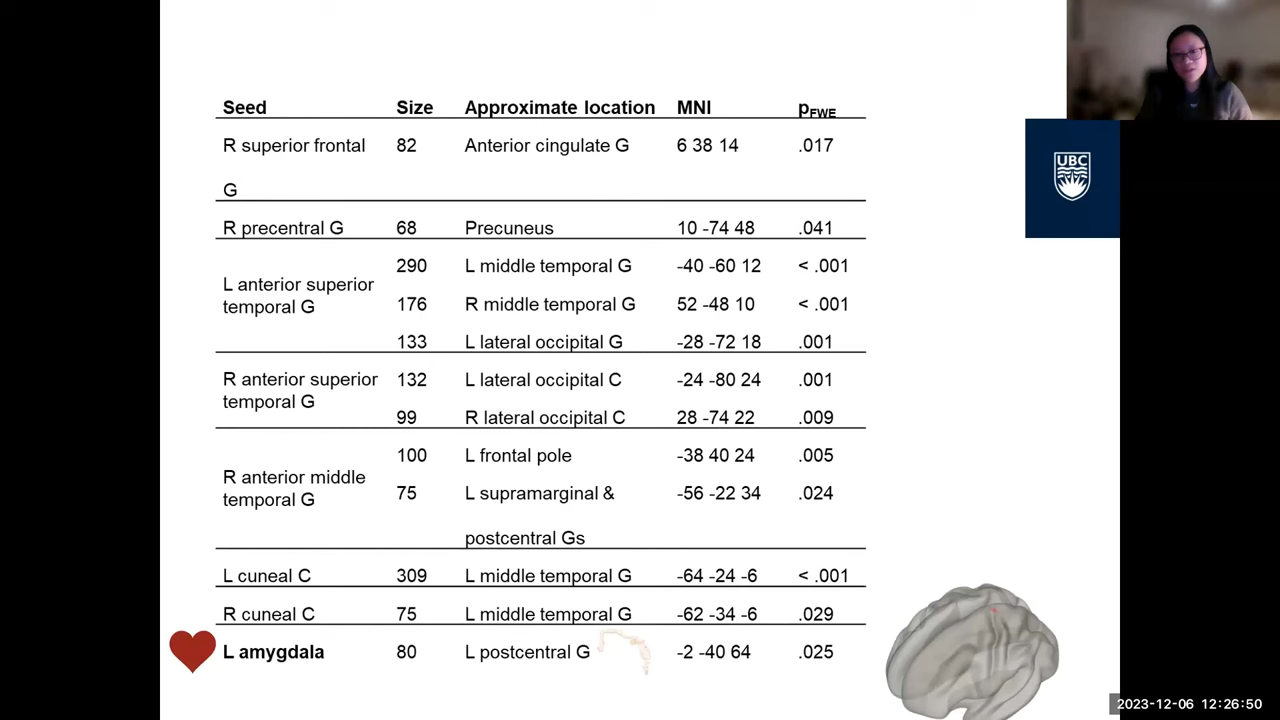 Seed Size Approximate location MNI pFWE
R superior frontal 82 Anterior cingulate G 6 38 14 .017
G
R precentral G 68 Precuneus 10 -74 48 .041
L anterior superior temporal G 290 L middle temporal G -40 -60 12 < .001
176 R middle temporal G 52 -48 10 < .001
133 L lateral occipital G -28 -72 18 .001
R anterior superior temporal G 132 L lateral occipital C -24 -80 24 .001
99 R lateral occipital C 28 -74 22 .009
R anterior middle temporal G 100 L frontal pole -38 40 24 .005
75 L supramarginal & -56 -22 34 .024
postcentral Gs
L cuneal C 309 L middle temporal G -64 -24 -6 < .001
R cuneal C 75 L middle temporal G -62 -34 -6 .029
L amygdala 80 L postcentral G -2 -40 64 .025
UBC
2023-12-06 12:26:50